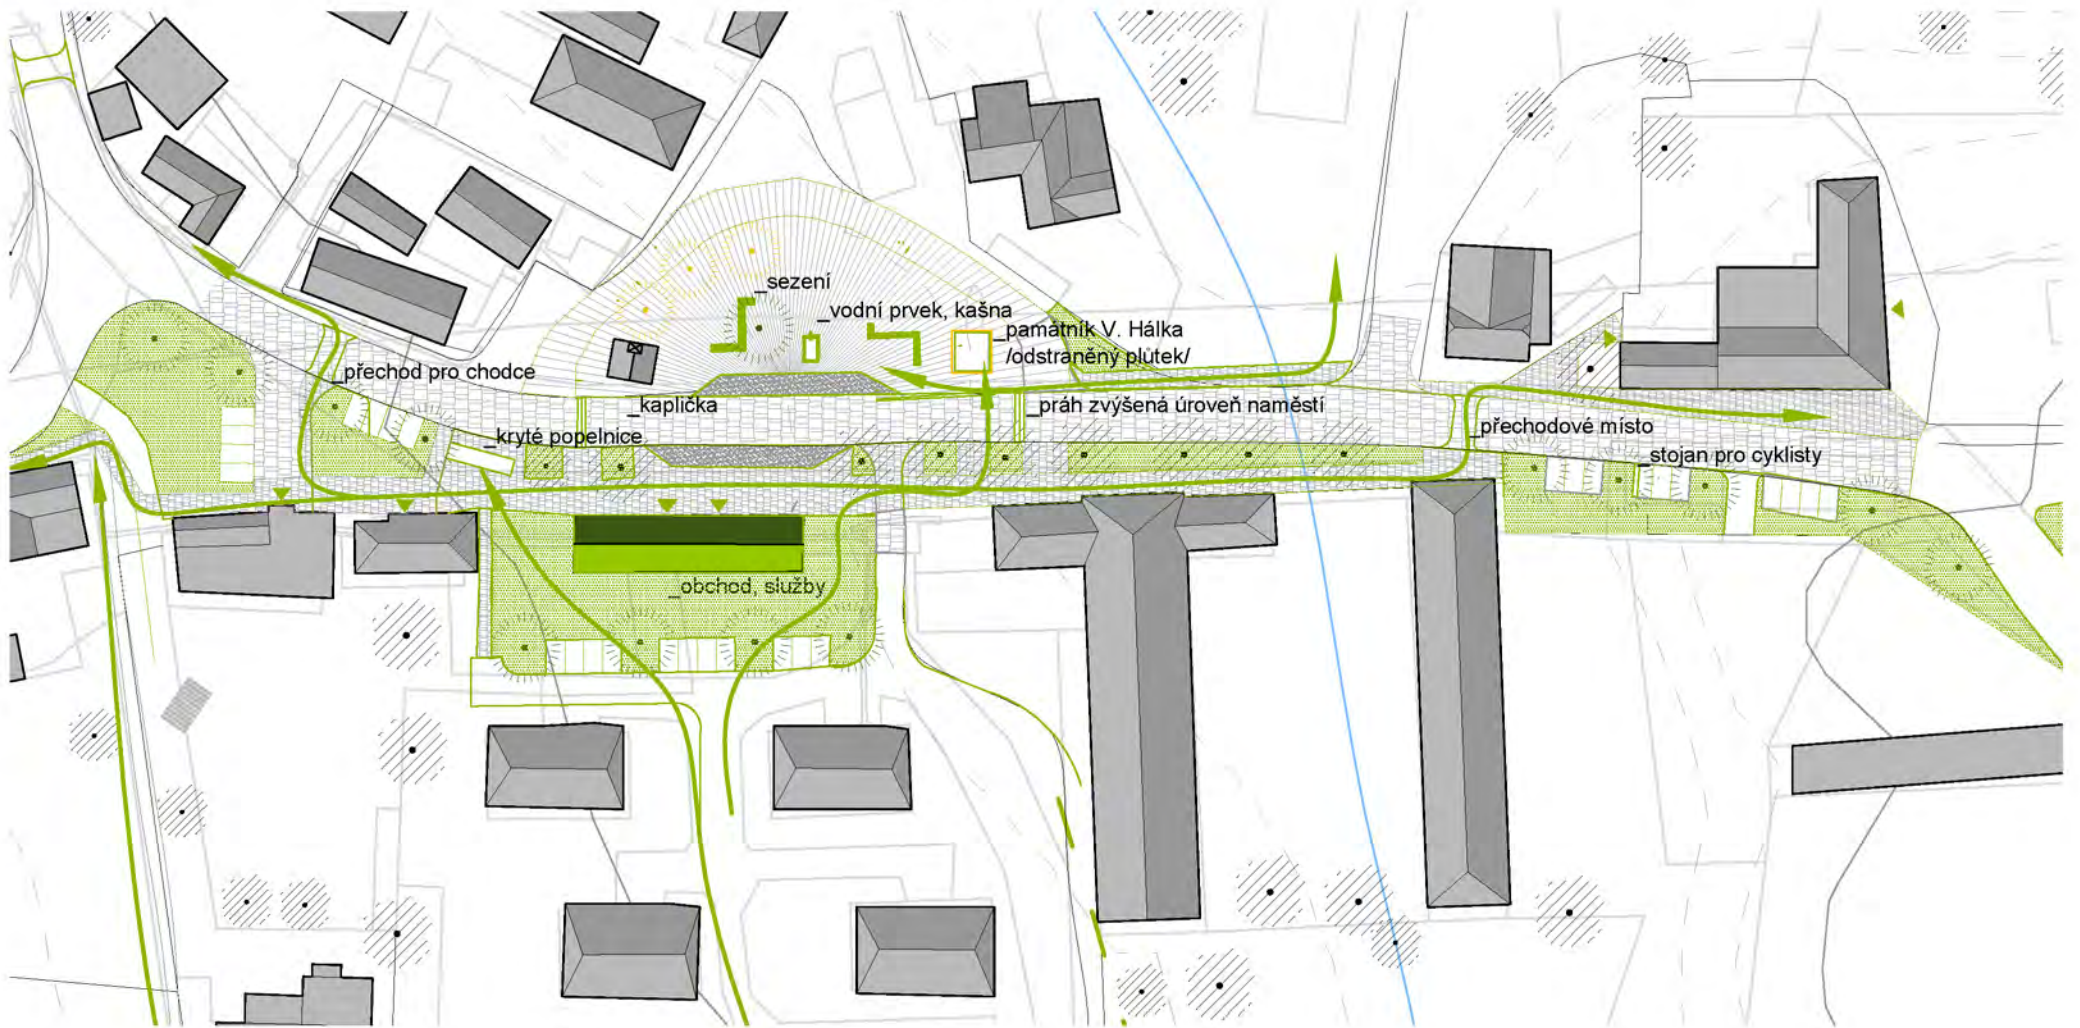 _sezení
_vodní prvek, kašna
_památník V. Hálka
/odstraněný plůtek/
_přechod pro chodce
_kaplička
_práh zvýšená úroveň naměstí
_kryté popelnice
_přechodové místo
_stojan pro cyklisty
_obchod, služby